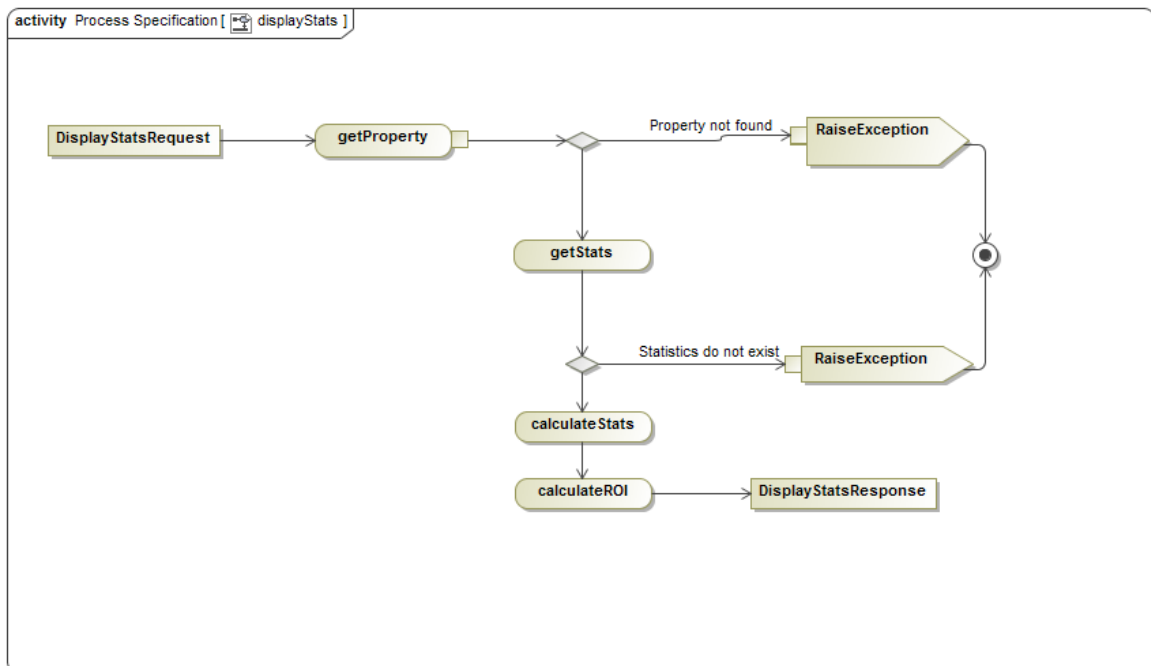 activity Process Specification [ displayStats ]
DisplayStatsRequest
getProperty
Property not found
RaiseException
getStats
Statistics do not exist
RaiseException
calculateStats
calculateROI
DisplayStatsResponse